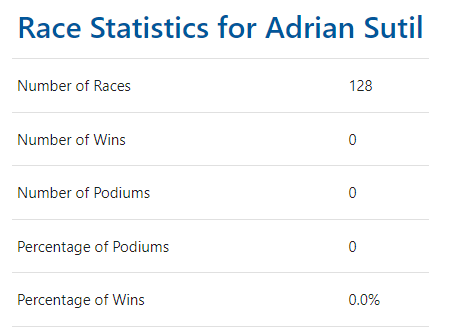 Race Statistics for Adrian Sutil
Number of Races 128
Number of Wins 0
Number of Podiums 0
Percentage of Podiums 0
Percentage of Wins 0.0%